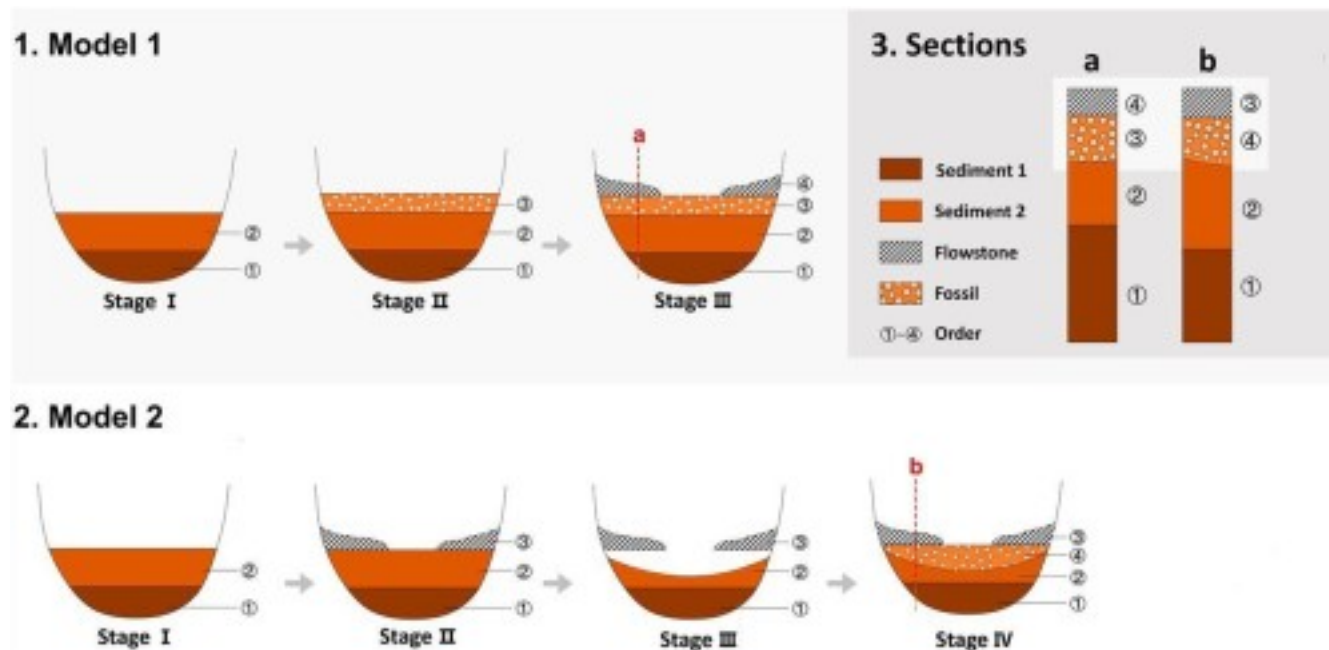 1. Model 1
a
④
③
②
①
②
①
③
②
①
Stage I
Stage II
Stage III
3. Sections
a
b
④
③
③
④
Sediment 1
Sediment 2
②
②
Flowstone
Fossil
①
①
①-④ Order
2. Model 2
b
②
①
③
②
①
③
②
①
③
④
②
①
Stage I
Stage II
Stage III
Stage IV